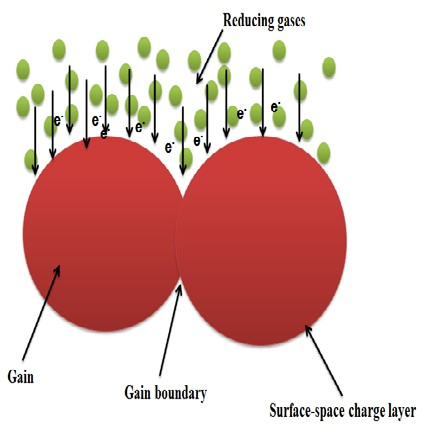 Reducing gases
e-
e-
e-
e-
e-
e-
e-
e-
Gain
Gain boundary
Surface-space charge layer